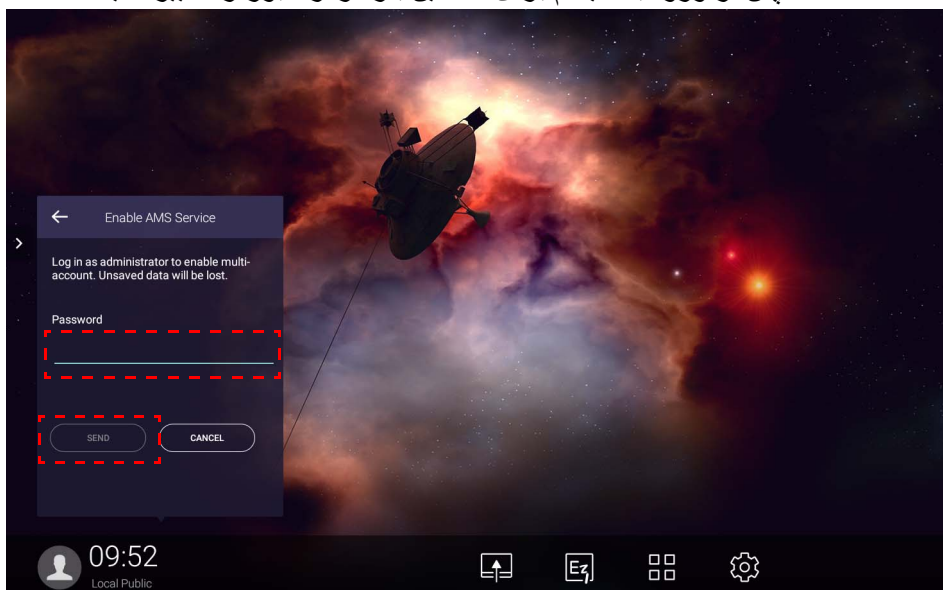 Enable AMS Service
Log in as administrator to enable multi-
account. Unsaved data will be lost.
Password
SEND
CANCEL
09:52
Local Public